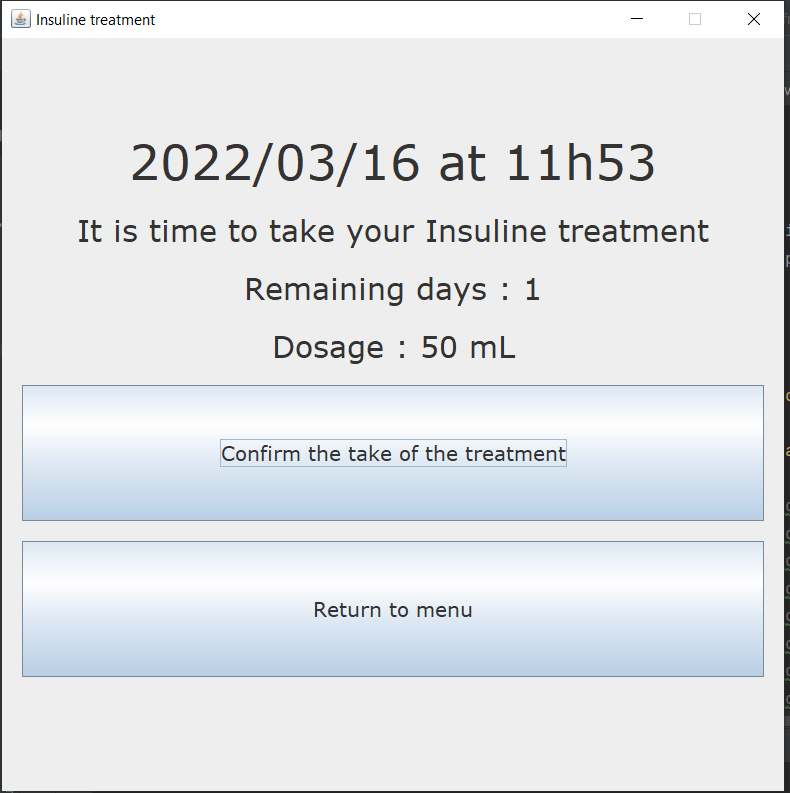 Insuline treatment
2022/03/16 at 11h53
It is time to take your Insuline treatment
Remaining days : 1
Dosage : 50 mL
Confirm the take of the treatment
Return to menu